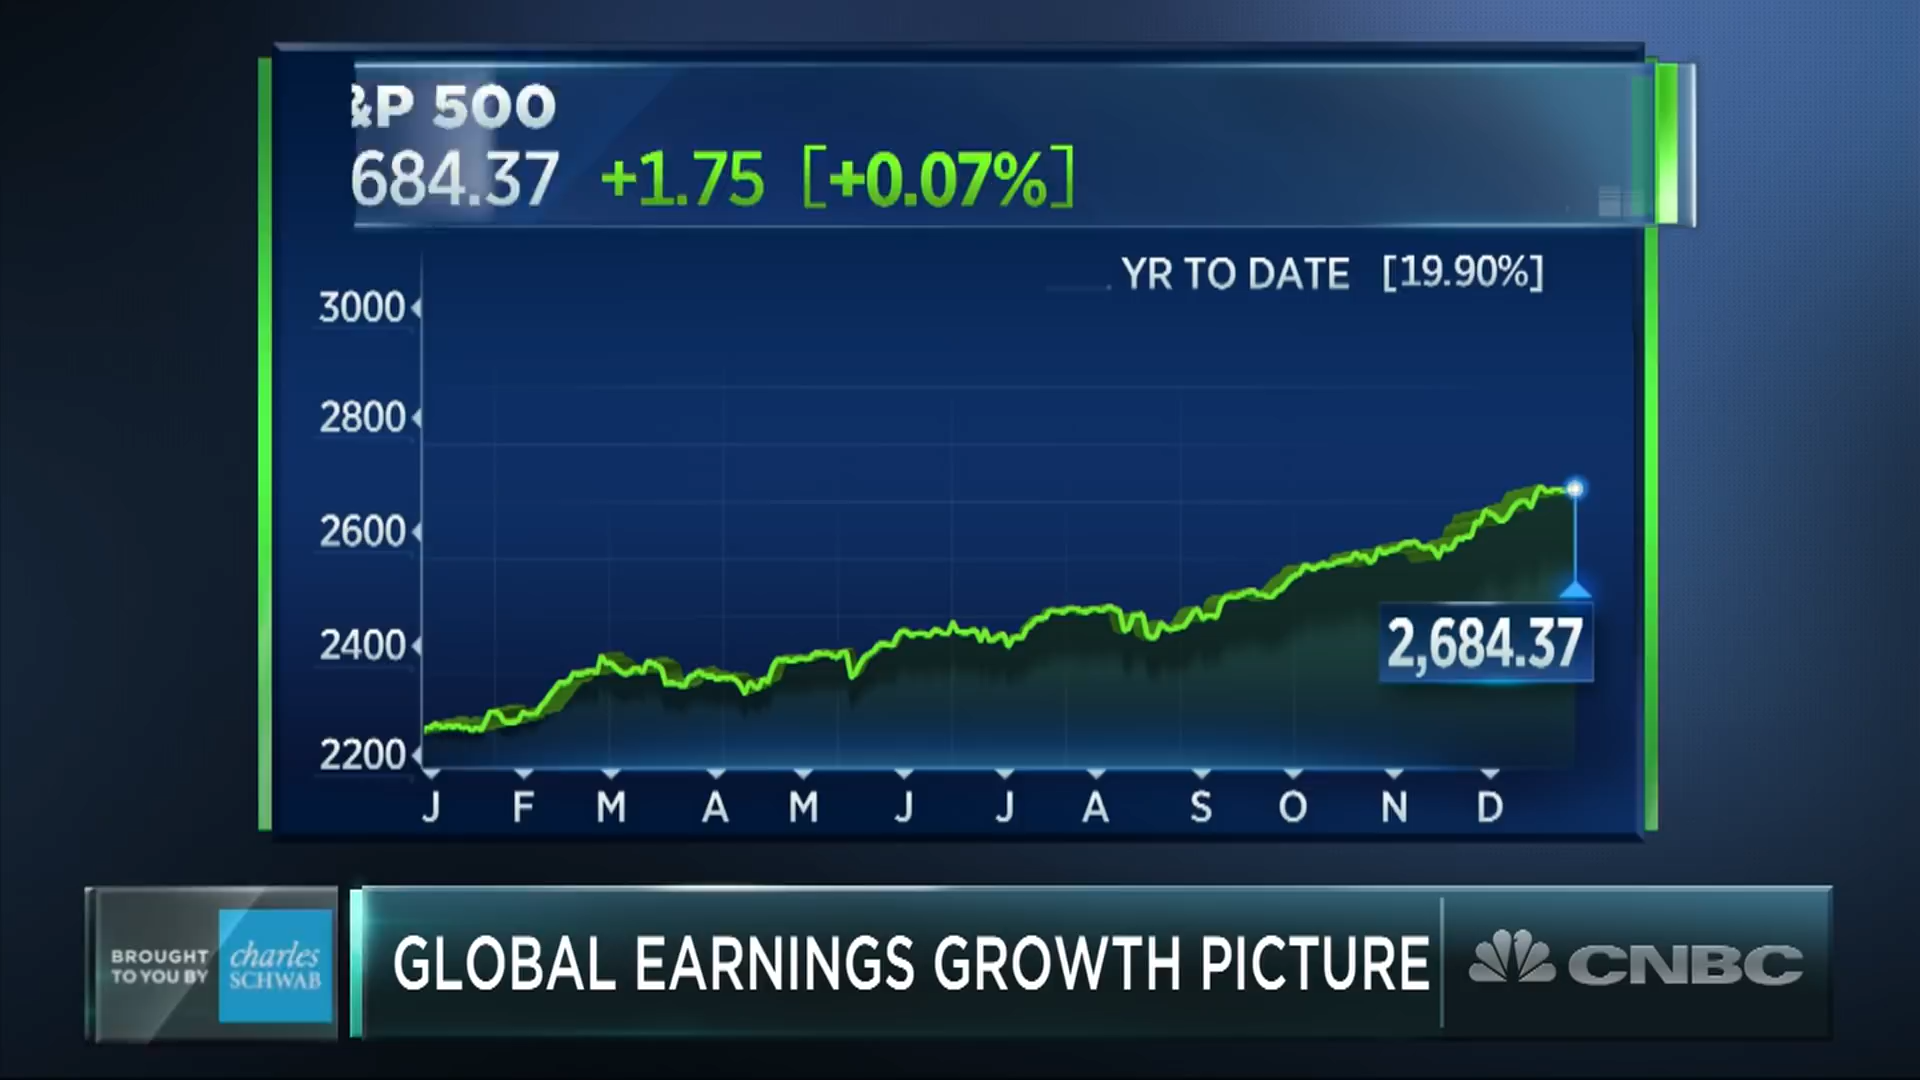 &P 500
684.37 +1.75 [+0.07%]
YR TO DATE [19.90%]
3000
2800
2600
2400
2200
2,684.37
J F M A M J J A S O N D
BROUGHT
TO YOU BY
charles
SCHWAB
GLOBAL EARNINGS GROWTH PICTURE
CNBC